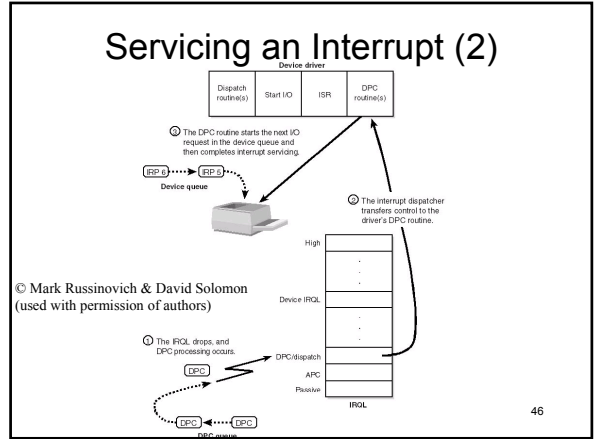 Servicing an Interrupt (2)
Device driver
Dispatch
routine(s)
Start I/O
ISR
DPC
routine(s)
3 The DPC routine starts the next I/O
request in the device queue and
then completes interrupt servicing.
IRP 6
IRP 5
Device queue
2 The interrupt dispatcher
transfers control to the
driver's DPC routine.
High
.
.
.
Device IRQL
.
.
.
© Mark Russinovich & David Solomon
(used with permission of authors)
1 The IRQL drops, and
DPC processing occurs.
DPC
DPC/dispatch
APC
Passive
IRQL
DPC
DPC
DPC queue
46